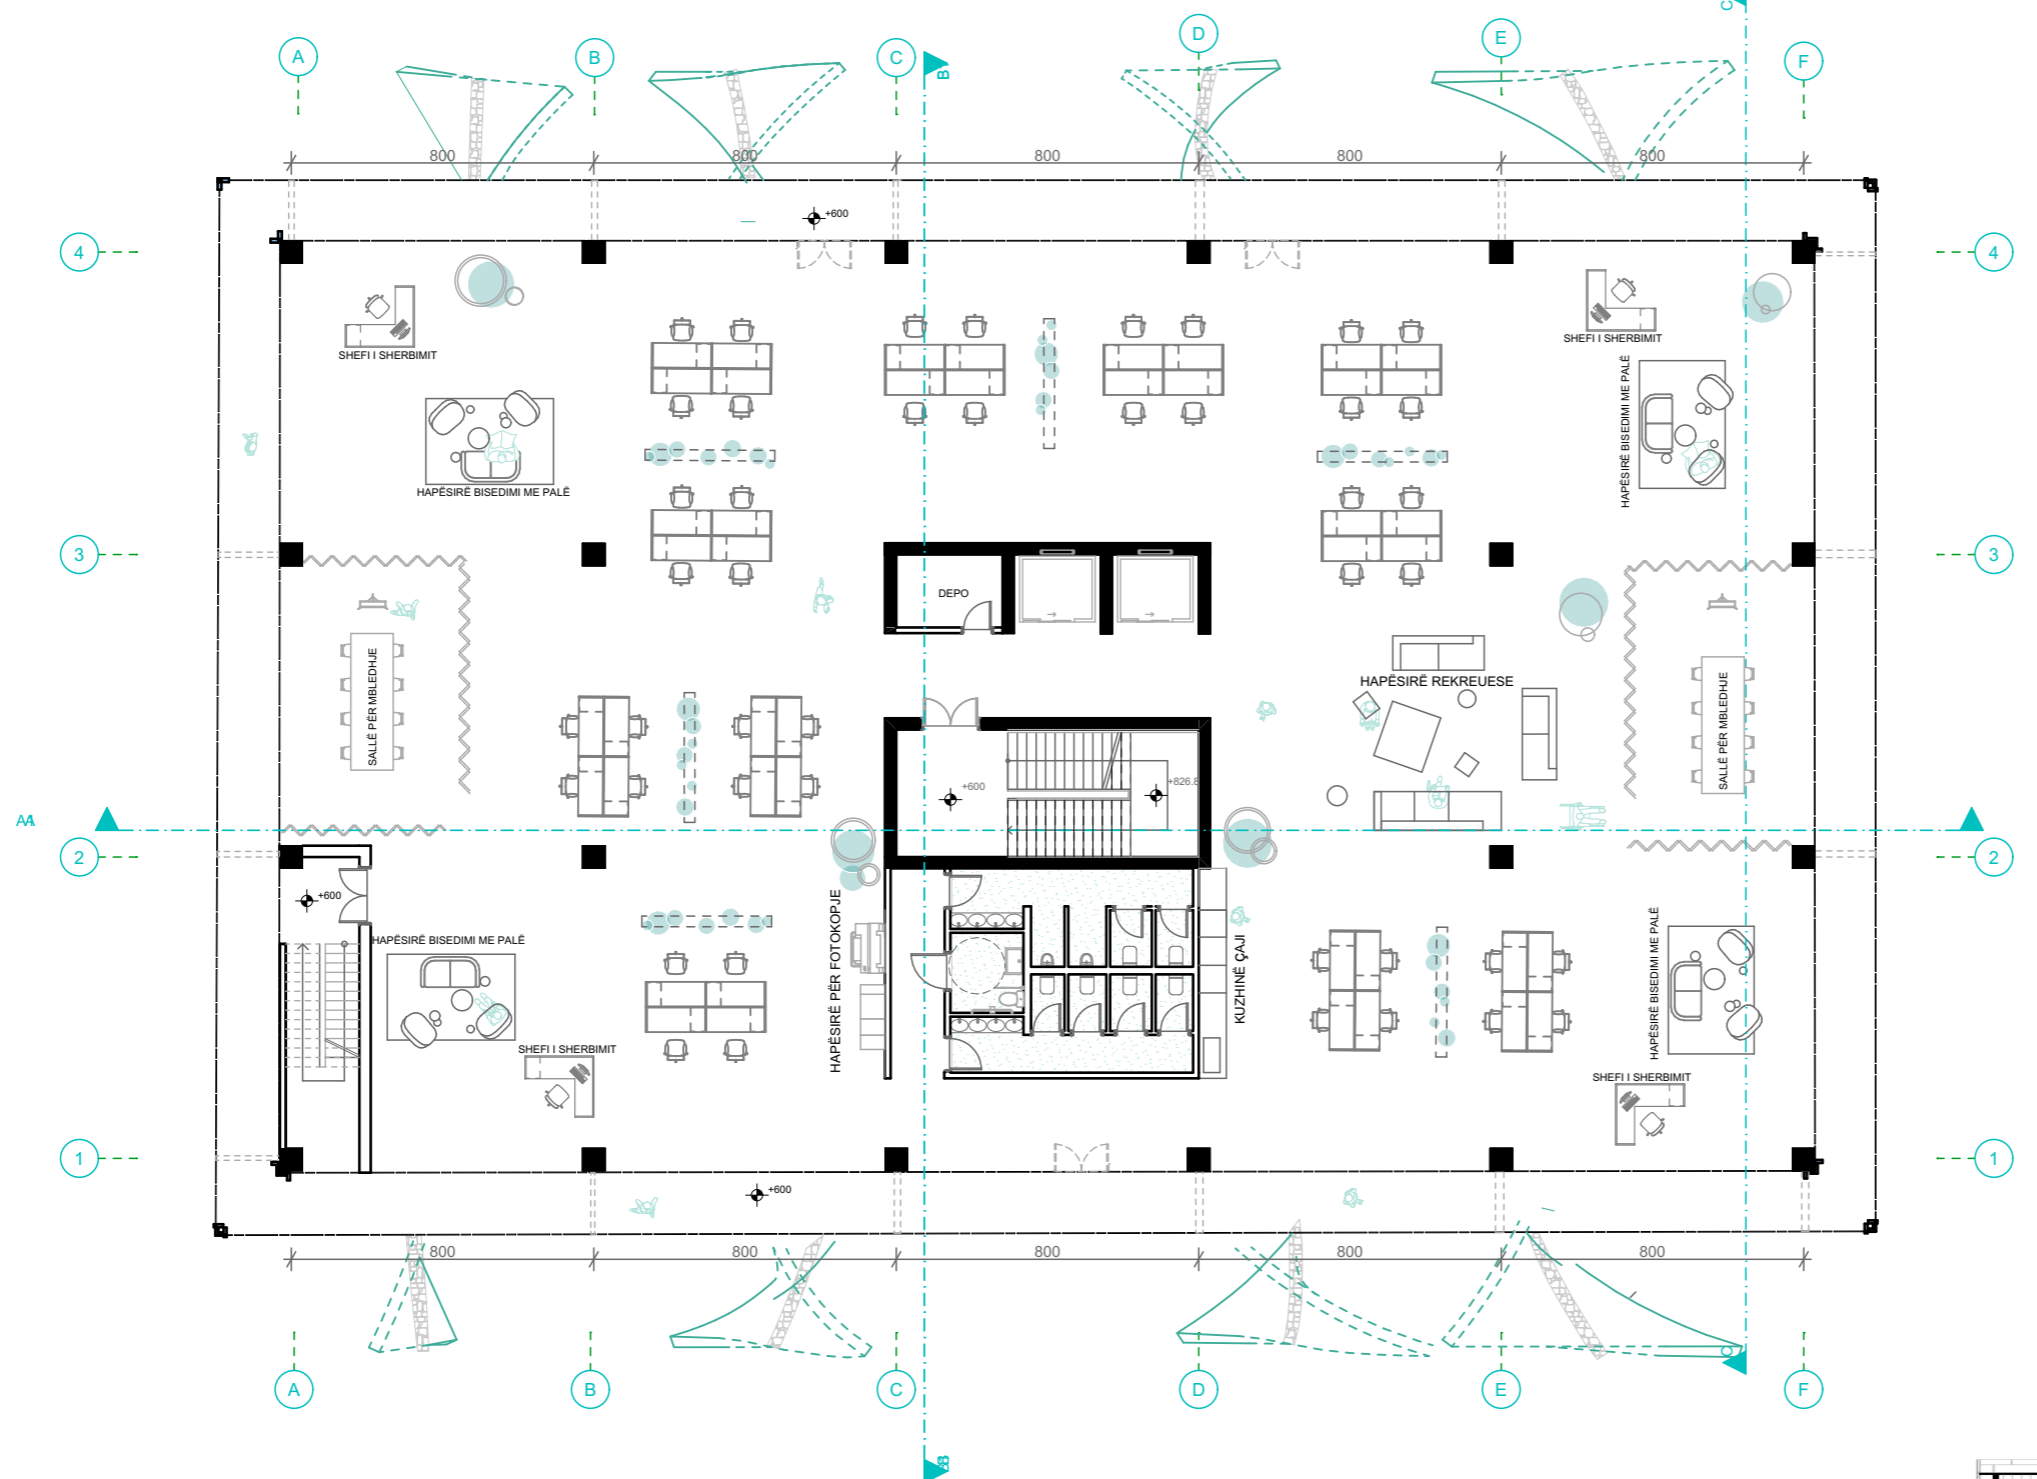 C
A
B
C
D
E
F
B
800
800
800
800
800
+600
4
4
SHEFI I SHERBIMIT
SHEFI I SHERBIMIT
HAPËSIRË BISEDIMI ME PALË
HAPËSIRË BISEDIMI ME PALË
3
3
DEPO
SALLË PËR MBLEDHJE
HAPËSIRË REKREUESE
SALLË PËR MBLEDHJE
+600
+826.8
2
2
+600
HAPËSIRË BISEDIMI ME PALË
HAPËSIRË PËR FOTOKOPJE
KUZHINË ÇAJI
HAPËSIRË BISEDIMI ME PALË
SHEFI I SHERBIMIT
SHEFI I SHERBIMIT
1
1
+600
800
800
800
800
800
C
A
B
C
D
E
F